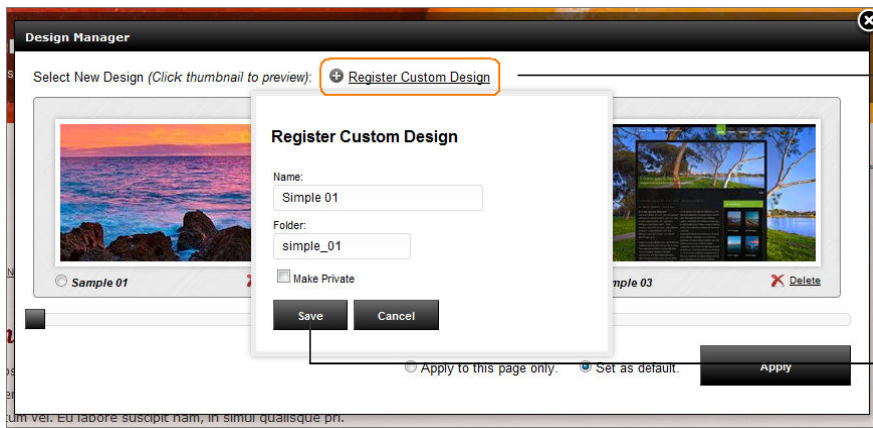 Design Manager
Select New Design (Click thumbnail to preview): Register Custom Design
Register Custom Design
Name:
Simple 01
Folder:
simple_01
Make Private
Save Cancel
Sample 01
mple 03 Delete
Apply to this page only. Set as default. Apply
um vel. Eu labore suscipit nam, in simul qualisque pri.